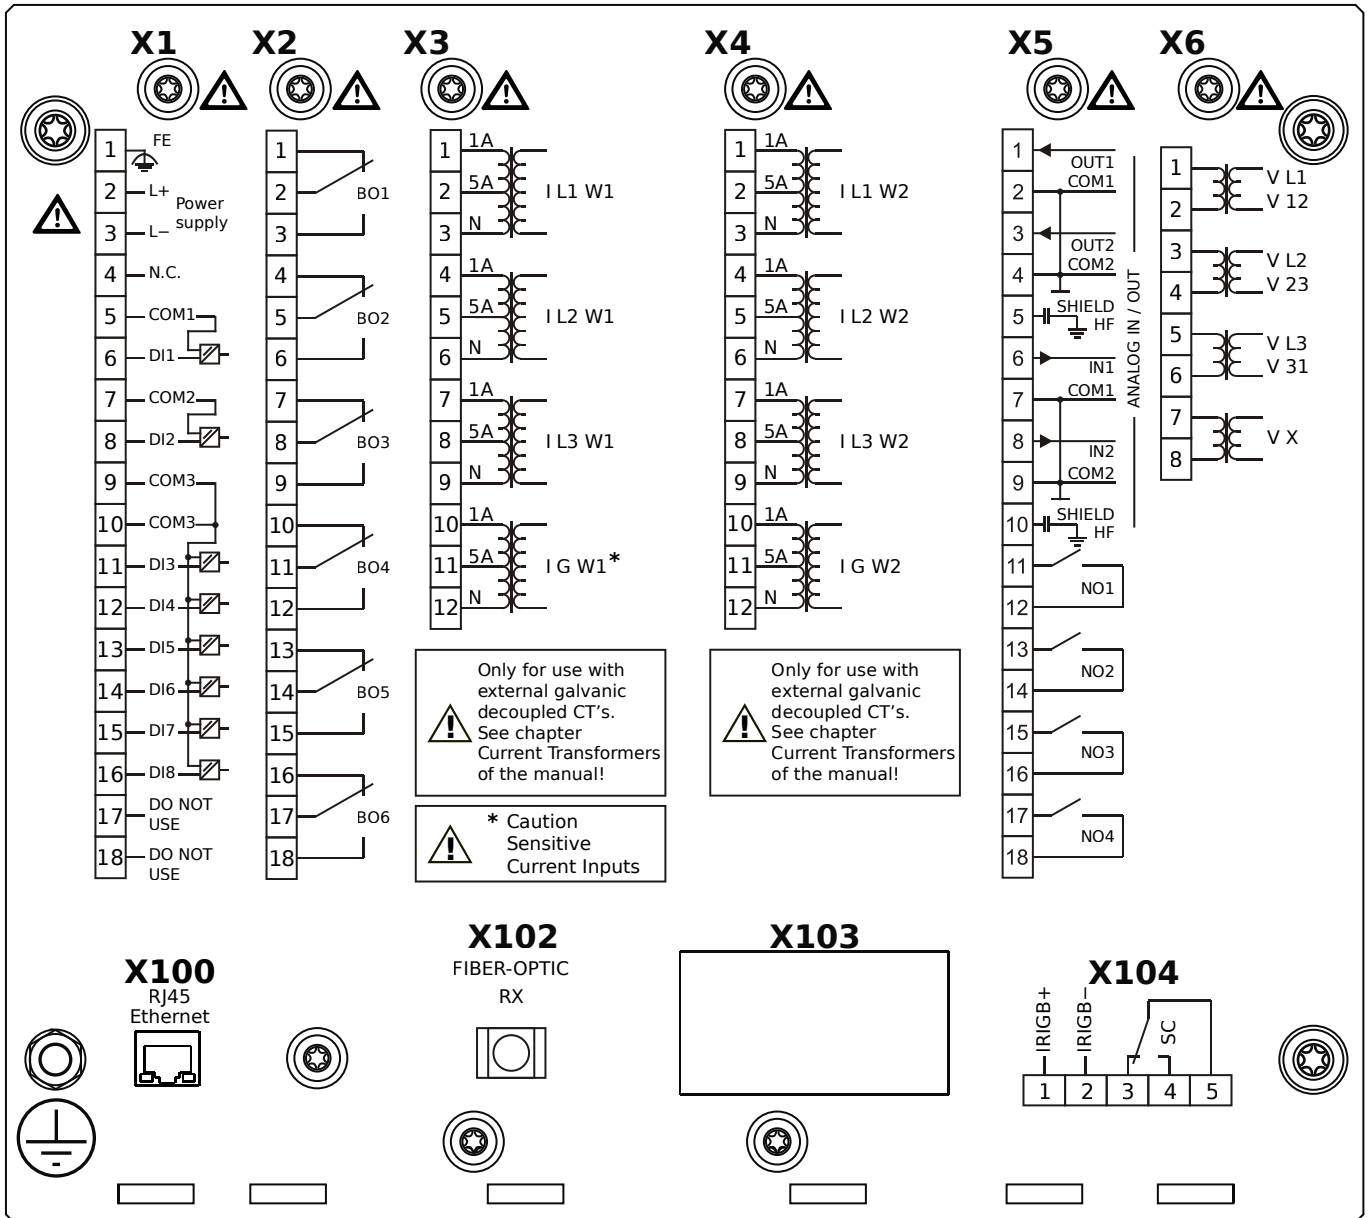 X1
X2
X3
X4
X5
X6
1 FE
2 L+
Power
supply
3 L−
4 N.C.
5 COM1
6 DI1
7 COM2
8 DI2
9 COM3
10 COM3
11 DI3
12 DI4
13 DI5
14 DI6
15 DI7
16 DI8
17 DO NOT
USE
18 DO NOT
USE
1
2 BO1
3
4
5 BO2
6
7
8 BO3
9
10
11 BO4
12
13
14 BO5
15
16
17 BO6
18
1 1A
2 5A I L1 W1
3 N
4 1A
5 5A I L2 W1
6 N
7 1A
8 5A I L3 W1
9 N
10 1A
11 5A I G W1*
12 N
Only for use with
external galvanic
decoupled CT's.
See chapter
Current Transformers
of the manual!
* Caution
Sensitive
Current Inputs
1 1A
2 5A I L1 W2
3 N
4 1A
5 5A I L2 W2
6 N
7 1A
8 5A I L3 W2
9 N
10 1A
11 5A I G W2
12 N
Only for use with
external galvanic
decoupled CT's.
See chapter
Current Transformers
of the manual!
1
OUT1
2 COM1
3
OUT2
4 COM2
5 SHIELD
HF
6
IN1
7 COM1
8
IN2
9 COM2
10 SHIELD
HF
ANALOG IN / OUT
11
NO1
12
13
NO2
14
15
NO3
16
17
NO4
18
1 V L1
2 V 12
3 V L2
4 V 23
5 V L3
6 V 31
7
V X
8
X100
RJ45
Ethernet
X102
FIBER-OPTIC
RX
X103
X104
IRIGB+
IRIGB−
SC
1 2 3 4 5